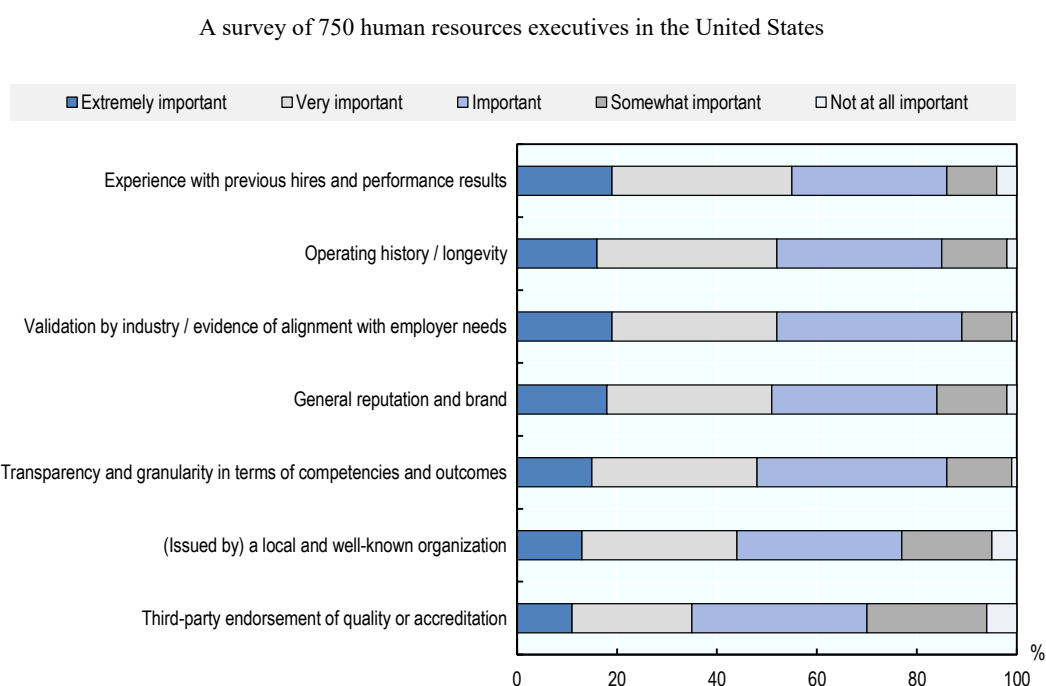 A survey of 750 human resources executives in the United States
Extremely important Very important Important Somewhat important Not at all important
Experience with previous hires and performance results
Operating history / longevity
Validation by industry / evidence of alignment with employer needs
General reputation and brand
Transparency and granularity in terms of competencies and outcomes
(Issued by) a local and well-known organization
Third-party endorsement of quality or accreditation
%
0 20 40 60 80 100